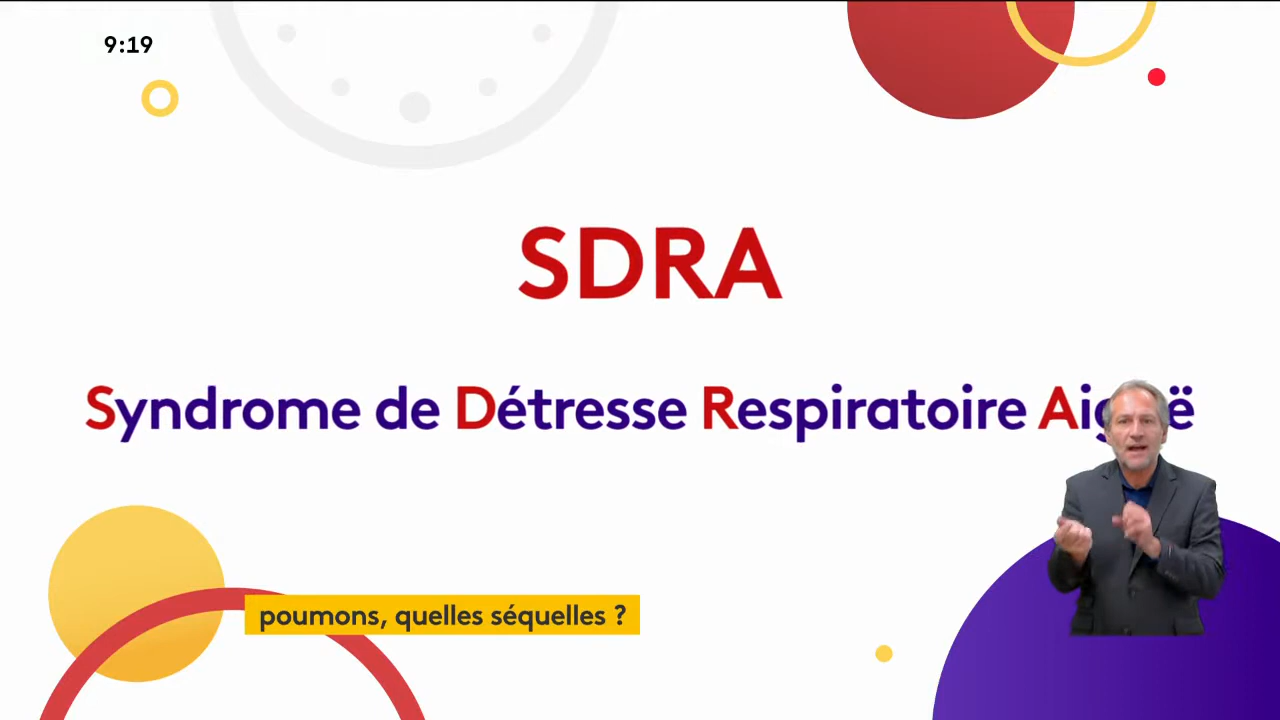 9:19
SDRA
Syndrome de Détresse Respiratoire
poumons, quelles séquelles ?